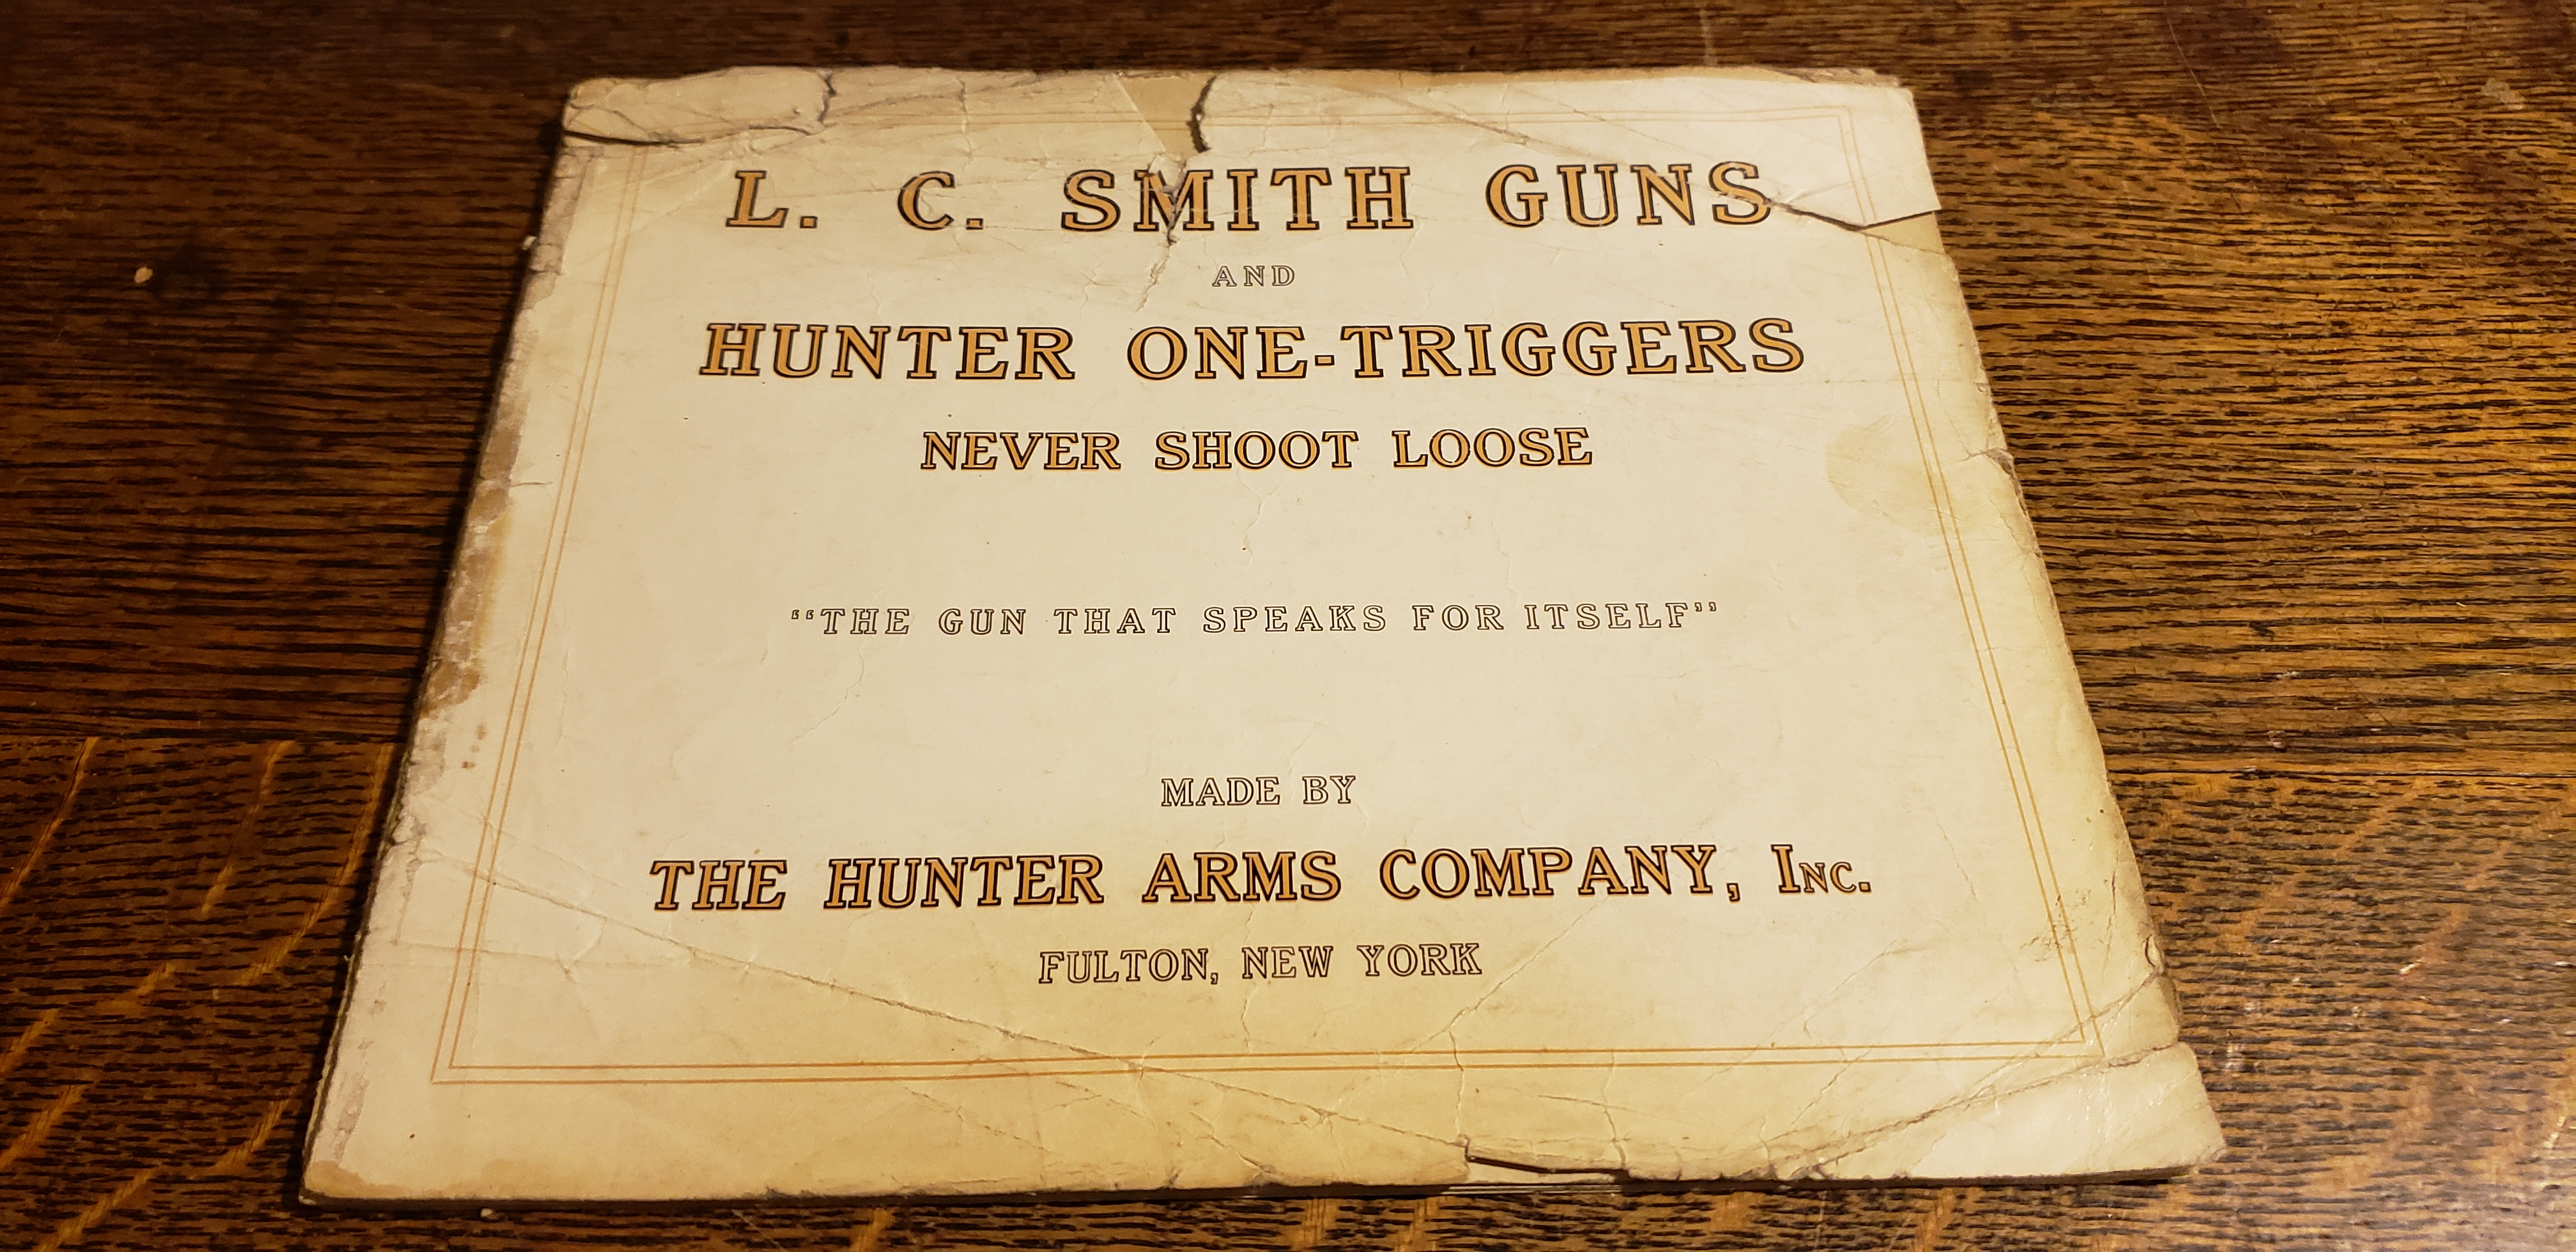 L. C. SMITH GUNS
AND
HUNTER ONE-TRIGGERS
NEVER SHOOT LOOSE
“THE GUN THAT SPEAKS FOR ITSELF”
MADE BY
THE HUNTER ARMS COMPANY, INC.
FULTON, NEW YORK